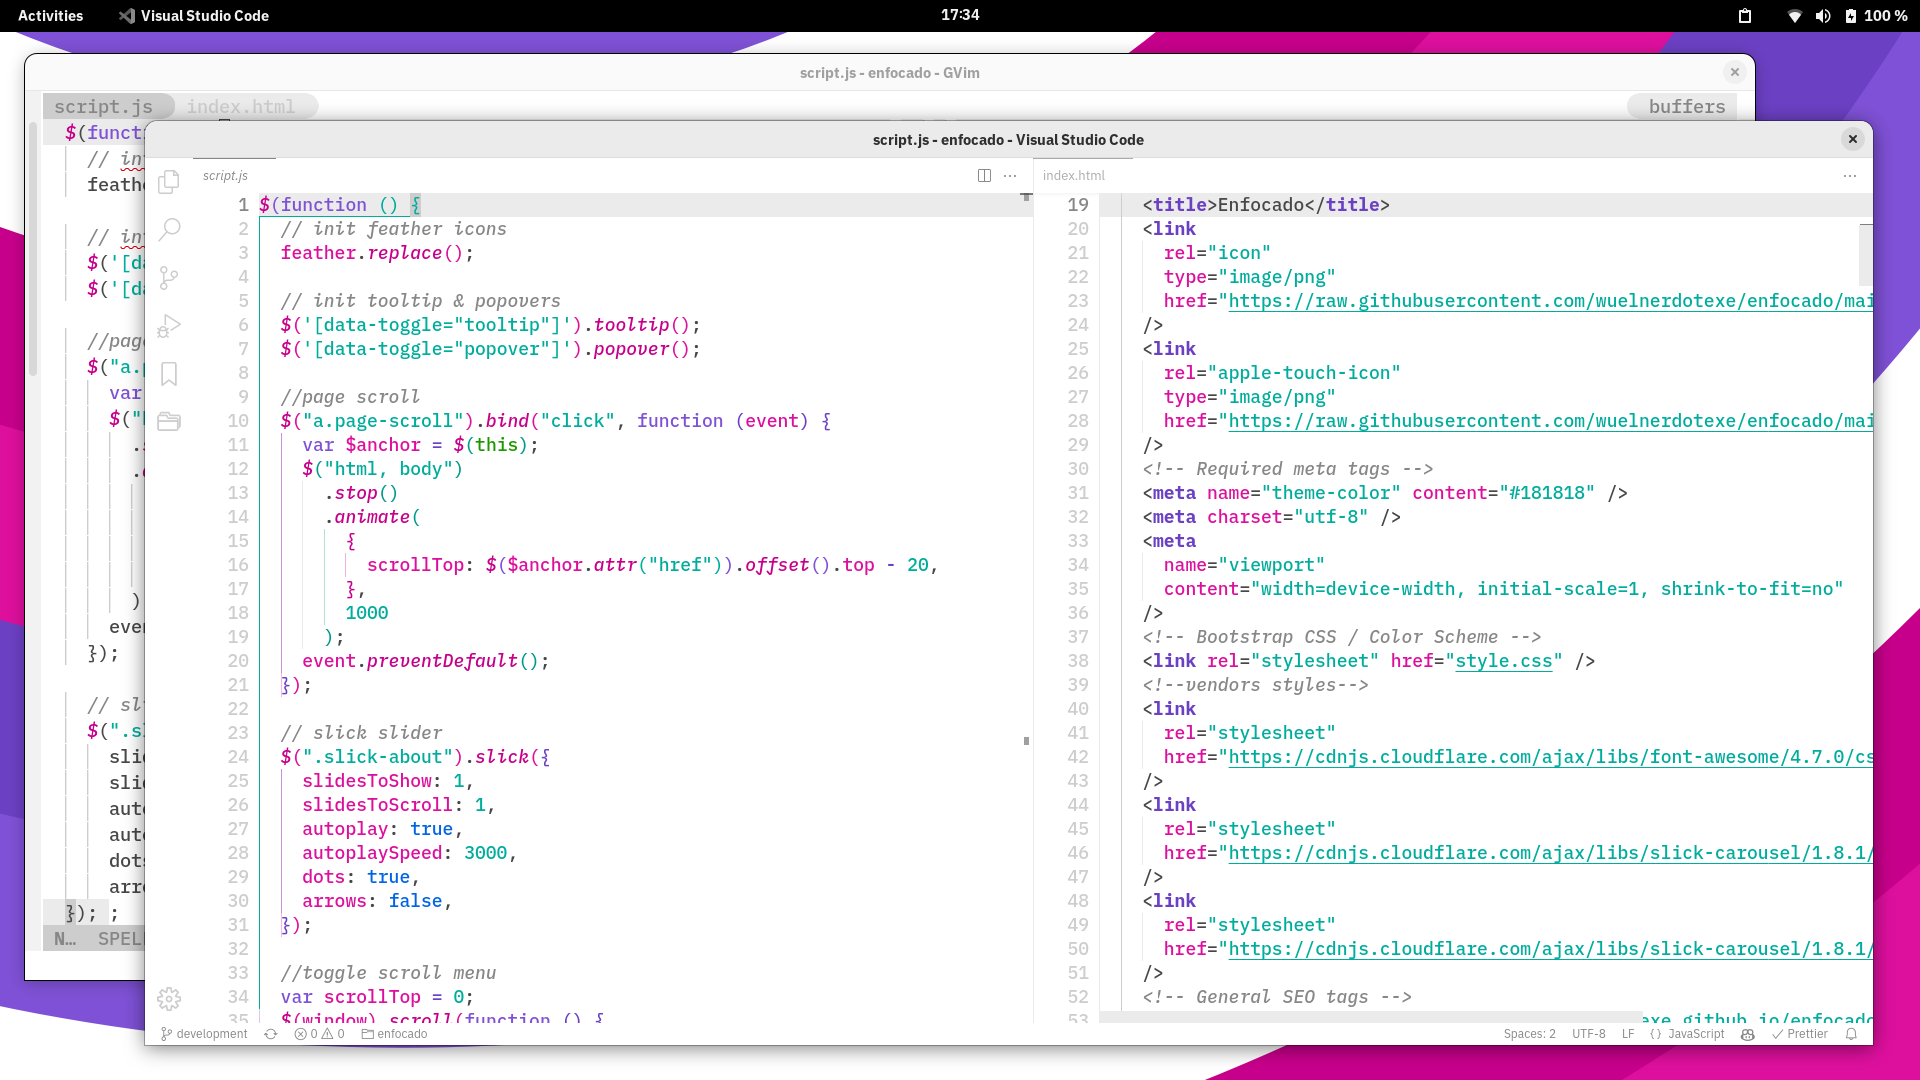 Activities
Visual Studio Code
17:34
100 %
script.js - enfocado - GVim
script.js index.html
buffers
$(funct
// in
feathe
// in
$('[da
$('[da
//pag
$("a.p
var
$("
)
even
});
// sl
$(".s
slid
slid
auto
auto
dots
arro
}); ;
N… SPEL
script.js - enfocado - Visual Studio Code
script.js
1 $(function () {
2 // init feather icons
3 feather.replace();
4
5 // init tooltip & popovers
6 $('[data-toggle="tooltip"]').tooltip();
7 $('[data-toggle="popover"]').popover();
8
9 //page scroll
10 $("a.page-scroll").bind("click", function (event) {
11 var $anchor = $(this);
12 $("html, body")
13 .stop()
14 .animate(
15 {
16 scrollTop: $($anchor.attr("href")).offset().top - 20,
17 },
18 1000
19 );
20 event.preventDefault();
21 });
22
23 // slick slider
24 $(".slick-about").slick({
25 slidesToShow: 1,
26 slidesToScroll: 1,
27 autoplay: true,
28 autoplaySpeed: 3000,
29 dots: true,
30 arrows: false,
31 });
32
33 //toggle scroll menu
34 var scrollTop = 0;
35 $(window).scroll(function () {
index.html
19 <title>Enfocado</title>
20 <link
21 rel="icon"
22 type="image/png"
23 href="https://raw.githubusercontent.com/wuelnerdotexe/enfocado/mai
24 />
25 <link
26 rel="apple-touch-icon"
27 type="image/png"
28 href="https://raw.githubusercontent.com/wuelnerdotexe/enfocado/mai
29 />
30 <!-- Required meta tags -->
31 <meta name="theme-color" content="#181818" />
32 <meta charset="utf-8" />
33 <meta
34 name="viewport"
35 content="width=device-width, initial-scale=1, shrink-to-fit=no"
36 />
37 <!-- Bootstrap CSS / Color Scheme -->
38 <link rel="stylesheet" href="style.css" />
39 <!--vendors styles-->
40 <link
41 rel="stylesheet"
42 href="https://cdnjs.cloudflare.com/ajax/libs/font-awesome/4.7.0/cs
43 />
44 <link
45 rel="stylesheet"
46 href="https://cdnjs.cloudflare.com/ajax/libs/slick-carousel/1.8.1/
47 />
48 <link
49 rel="stylesheet"
50 href="https://cdnjs.cloudflare.com/ajax/libs/slick-carousel/1.8.1/
51 />
52 <!-- General SEO tags -->
53 exe.github.io/enfocado
development
0 0
enfocado
Spaces: 2 UTF-8 LF {} JavaScript Prettier